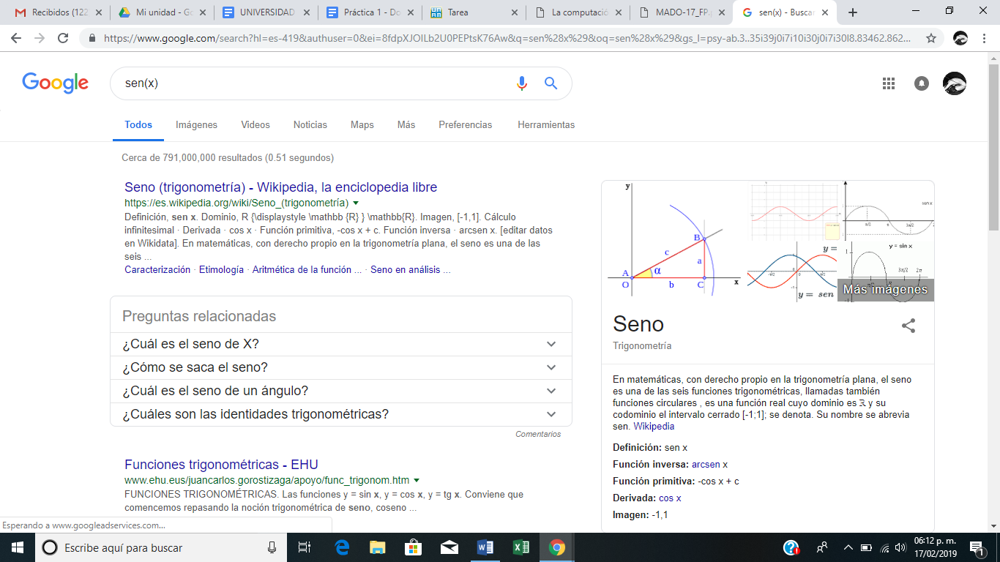 Recibidos (122
Mi unidad - Go
UNIVERSIDAD
Práctica 1 - Do
Tarea
La computació
MADO-17_FP.p
sen(x) - Buscar
https://www.google.com/search?hl=es-419&authuser=0&ei=8fdpXJOILb2U0PEPtsK76Aw&q=sen%28x%29&oq=sen%28x%29&gs_l=psy-ab.3..35i39j0i7i10i30j0i7i30l8.83462.862...
Google
sen(x)
Todos Imágenes Videos Noticias Maps Más Preferencias Herramientas
Cerca de 791,000,000 resultados (0.51 segundos)
Seno (trigonometría) - Wikipedia, la enciclopedia libre
https://es.wikipedia.org/wiki/Seno_(trigonometría)
Definición, sen x. Dominio, R {\displaystyle \mathbb {R} } \mathbb{R}. Imagen, [-1,1]. Cálculo
infinitesimal · Derivada · cos x · Función primitiva, -cos x + c. Función inversa · arcsen x. [editar datos
en Wikidata]. En matemáticas, con derecho propio en la trigonometría plana, el seno es una de las
seis ...
Caracterización · Etimología · Aritmética de la función ... · Seno en análisis ...
Preguntas relacionadas
¿Cuál es el seno de X?
¿Cómo se saca el seno?
¿Cuál es el seno de un ángulo?
¿Cuáles son las identidades trigonométricas?
Comentarios
Funciones trigonométricas - EHU
www.ehu.eus/juancarlos.gorostizaga/apoyo/func_trigonom.htm
FUNCIONES TRIGONOMÉTRICAS. Las funciones y = sin x, y = cos x, y = tg x. Conviene que
comencemos repasando la noción trigonométrica de seno, coseno ...
Esperando a www.googleadservices.com...
y
B
c
a
A
α
O
b
C
x
y =
y = sen
sen x
π/2
π
3π/2
y = sin x
1
3π/2 2π
Más imágenes
Seno
Trigonometría
En matemáticas, con derecho propio en la trigonometría plana, el seno
es una de las seis funciones trigonométricas, llamadas también
funciones circulares , es una función real cuyo dominio es ℝ y su
codominio el intervalo cerrado [-1;1]; se denota. Su nombre se abrevia
sen. Wikipedia
Definición: sen x
Función inversa: arcsen x
Función primitiva: -cos x + c
Derivada: cos x
Imagen: -1,1
Escribe aquí para buscar
06:12 p. m.
17/02/2019
1